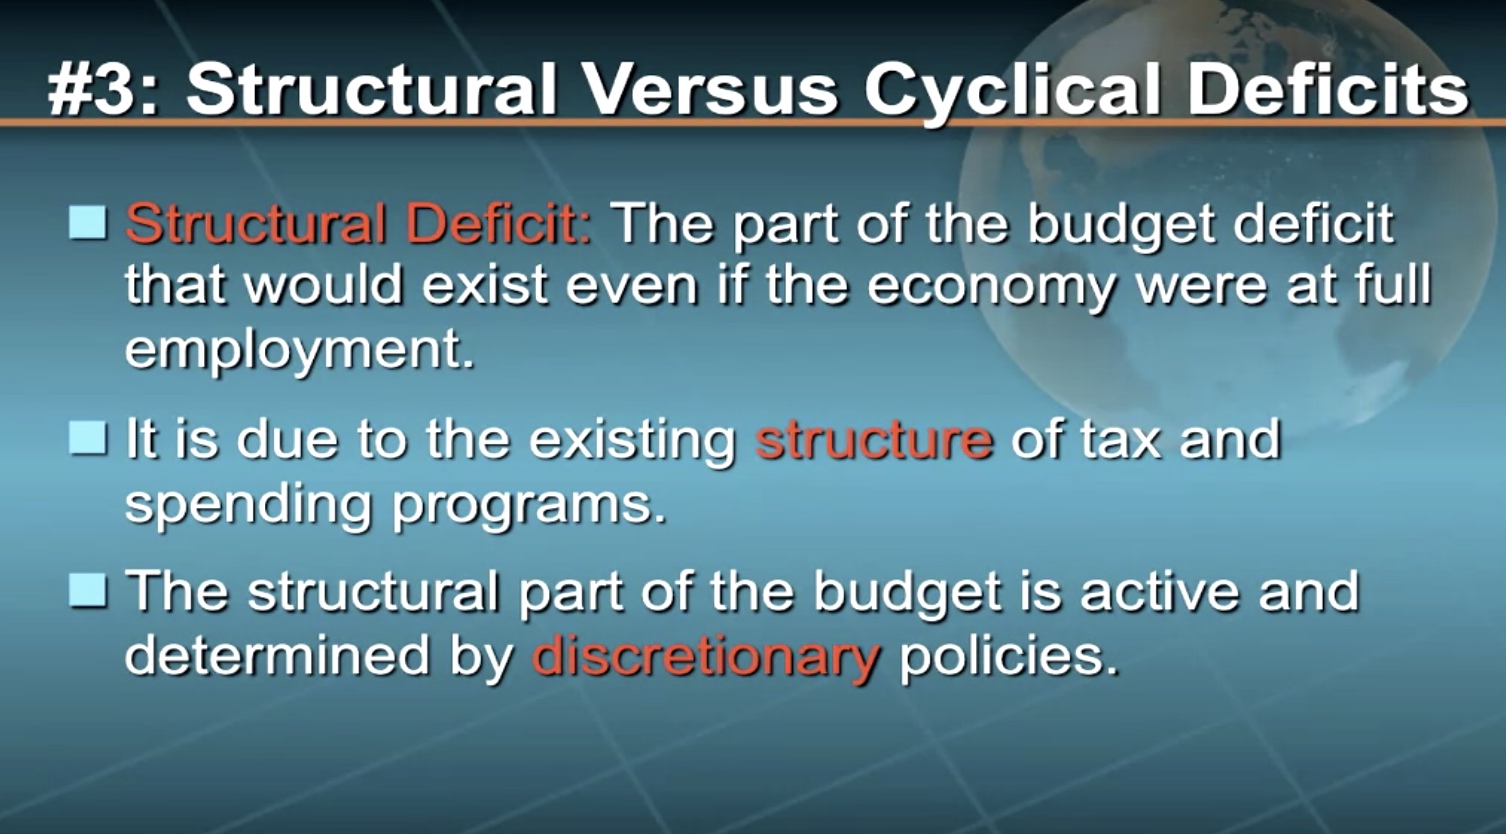 #3: Structural Versus Cyclical Deficits
Structural Deficit: The part of the budget deficit
that would exist even if the economy were at full
employment.
It is due to the existing structure of tax and
spending programs.
The structural part of the budget is active and
determined by discretionary policies.